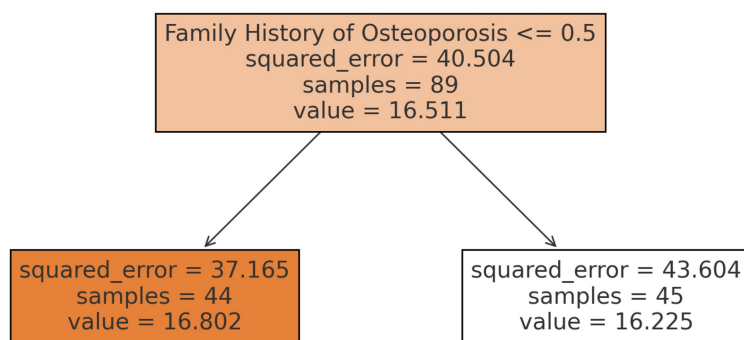 Family History of Osteoporosis <= 0.5
squared_error = 40.504
samples = 89
value = 16.511
squared_error = 37.165
samples = 44
value = 16.802
squared_error = 43.604
samples = 45
value = 16.225